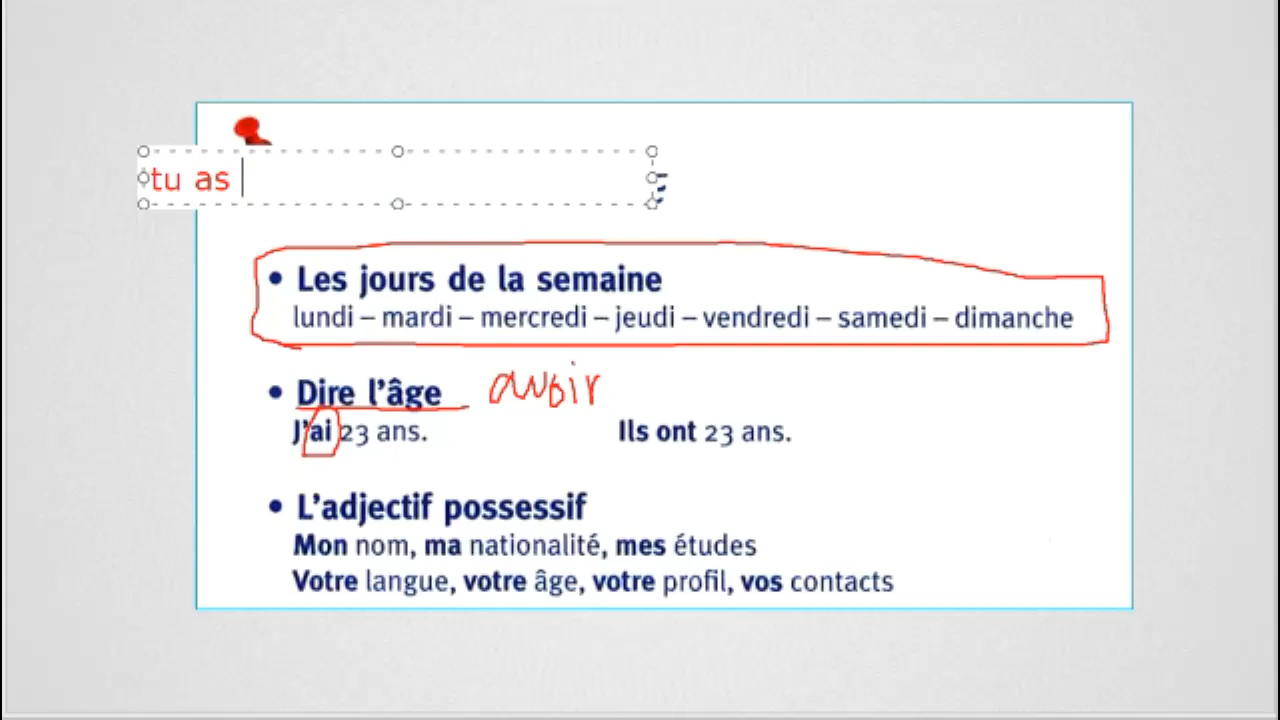 tu as
• Les jours de la semaine
lundi – mardi – mercredi – jeudi – vendredi – samedi – dimanche
• Dire l'âge avoir
J'ai 23 ans. Ils ont 23 ans.
• L'adjectif possessif
Mon nom, ma nationalité, mes études
Votre langue, votre âge, votre profil, vos contacts